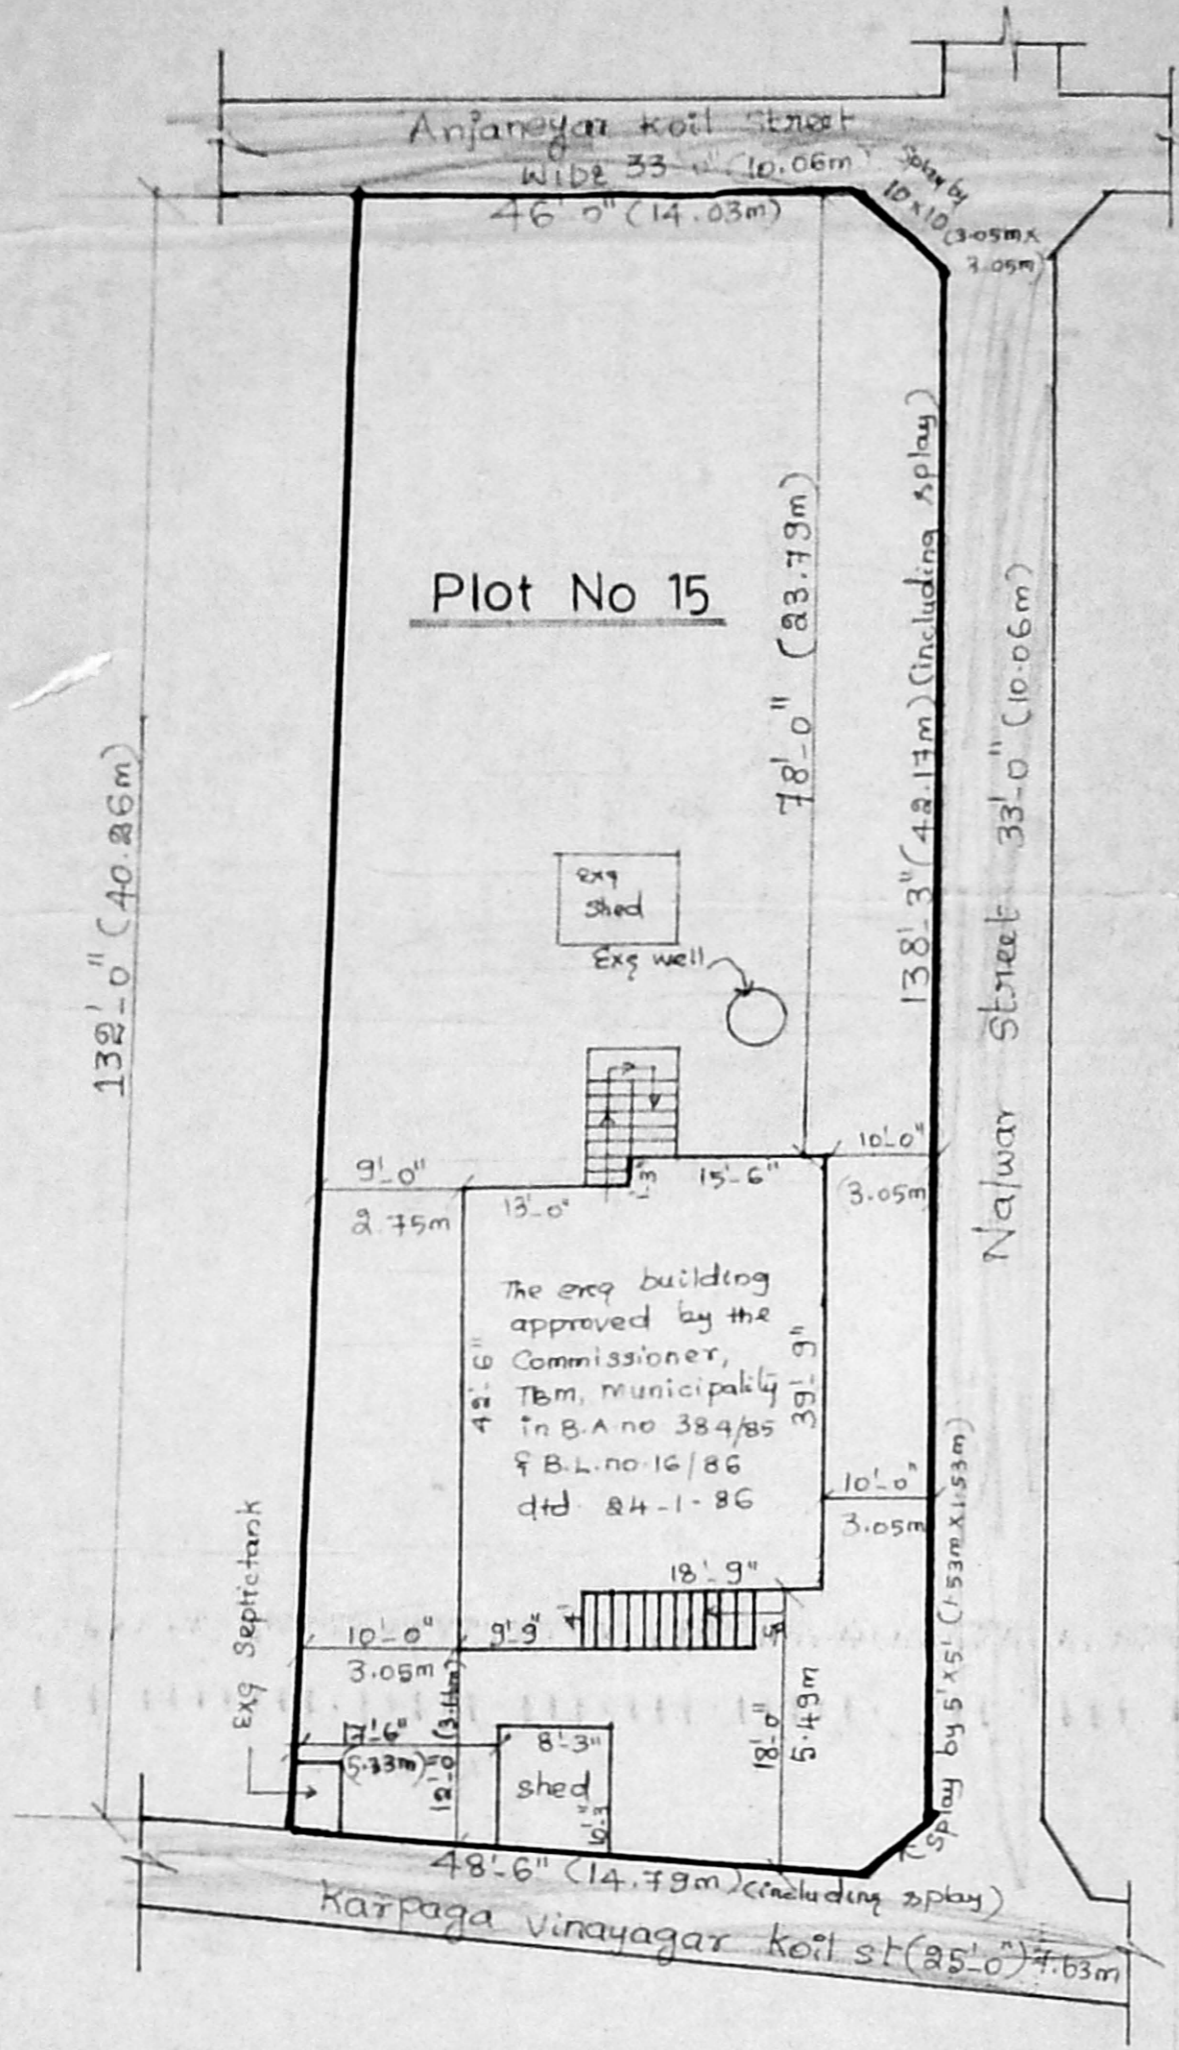 Anjaneyar Koil Street
Wide 33'-0" (10.06m)
Splay by
10'x10'
(3.05m x
3.05m)
46'-0" (14.03m)
132'-0" (40.26m)
Plot No 15
78'-0" (23.79m)
138'-3" (42.17m) (including splay)
Nalwar Street 33'-0" (10.06m)
Exg
shed
Exg well
9'-0"
2.75m
13'-0"
1'-3"
15'-6"
10'-0"
(3.05m)
The exg building
approved by the
Commissioner,
TBm, Municipality
in B.A no 384/85
& B.L. no 16/86
dtd. 24-1-86
42'-6"
39'-9"
10'-0"
3.05m
18'-9"
4'
10'-0"
3.05m
9'-9"
Exg Septictank
(5.33m)
12'-0
8'-3"
shed
18'-0"
5.49m
Splay by 5'x5' (1.53m x 1.53m)
48'-6" (14.79m) (including splay)
Karpaga Vinayagar Koil st (25'-0") 7.63m